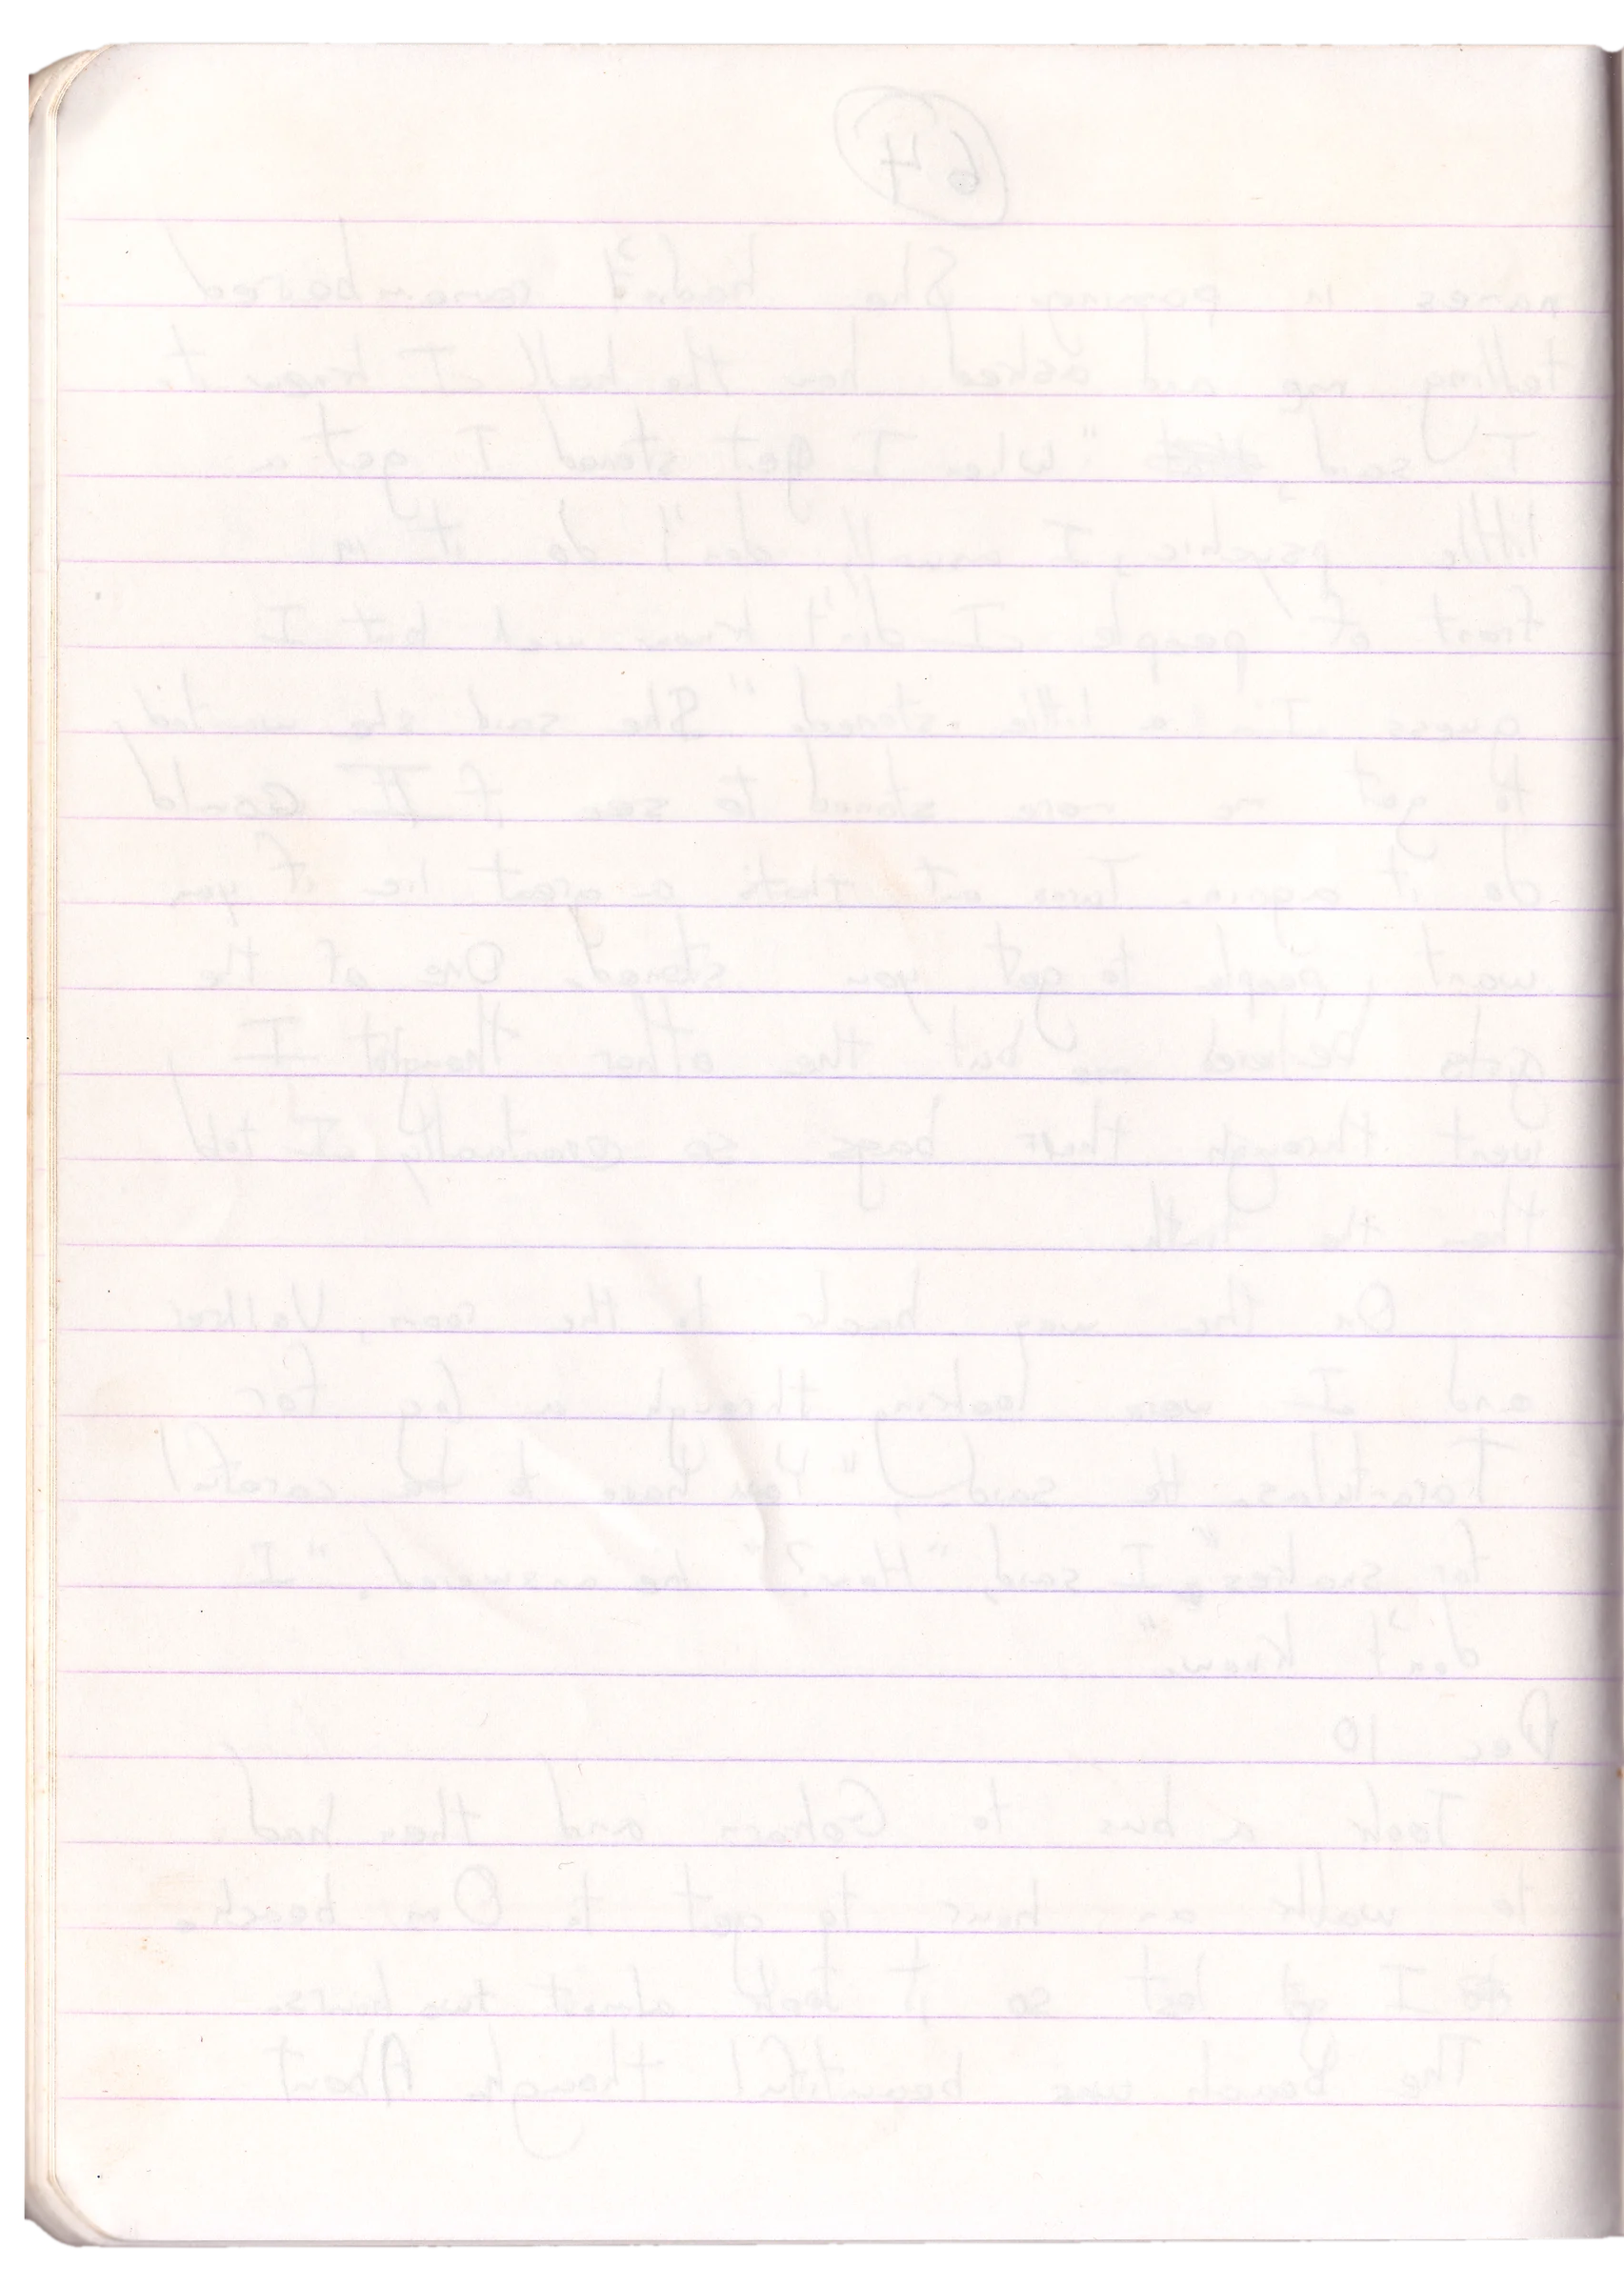 64
names in passing. She hadn't remembered
telling me and asked how the hell I knew it.
I said "when I get stoned I get a
little psychic, I usually don't do it in
front of people I don't know well but I
guess I'm a little stoned." She said she wanted
to get me more stoned to see if I could
do it again. Turns out that's a great lie if you
want people to get you stoned. One of the
girls believed me but the other thought I
went through their bags so eventually I told
them the truth.
On the way back to the room,
and I were looking through a log for
Tarantulas. He said, "You have to be careful
for snakes" I said, "How?" he answered, "I
don't know."
Dec 10
Took a bus to Gokarn and then had
to walk an hour to get to Om beach.
I got lost so it took almost two hours.
The beach was beautiful though. About